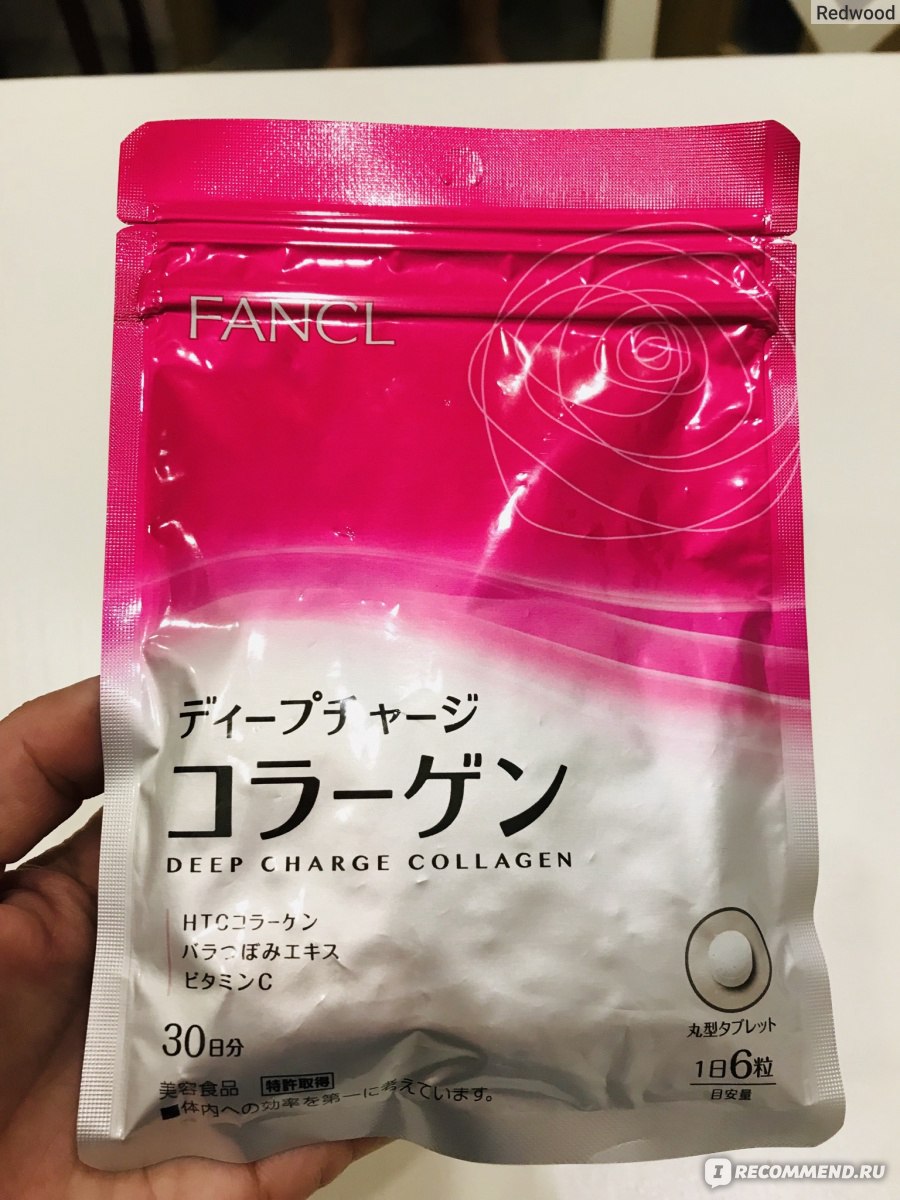 Redwood
FANCL
ディープチャージ
コラーゲン
DEEP CHARGE COLLAGEN
HTCコラーゲン
バラつぼみエキス
ビタミンC
丸型タブレット
30日分
1日6粒
目安量
美容食品 特許取得
■体内への効率を第一に考えています。
IRECOMMEND.RU